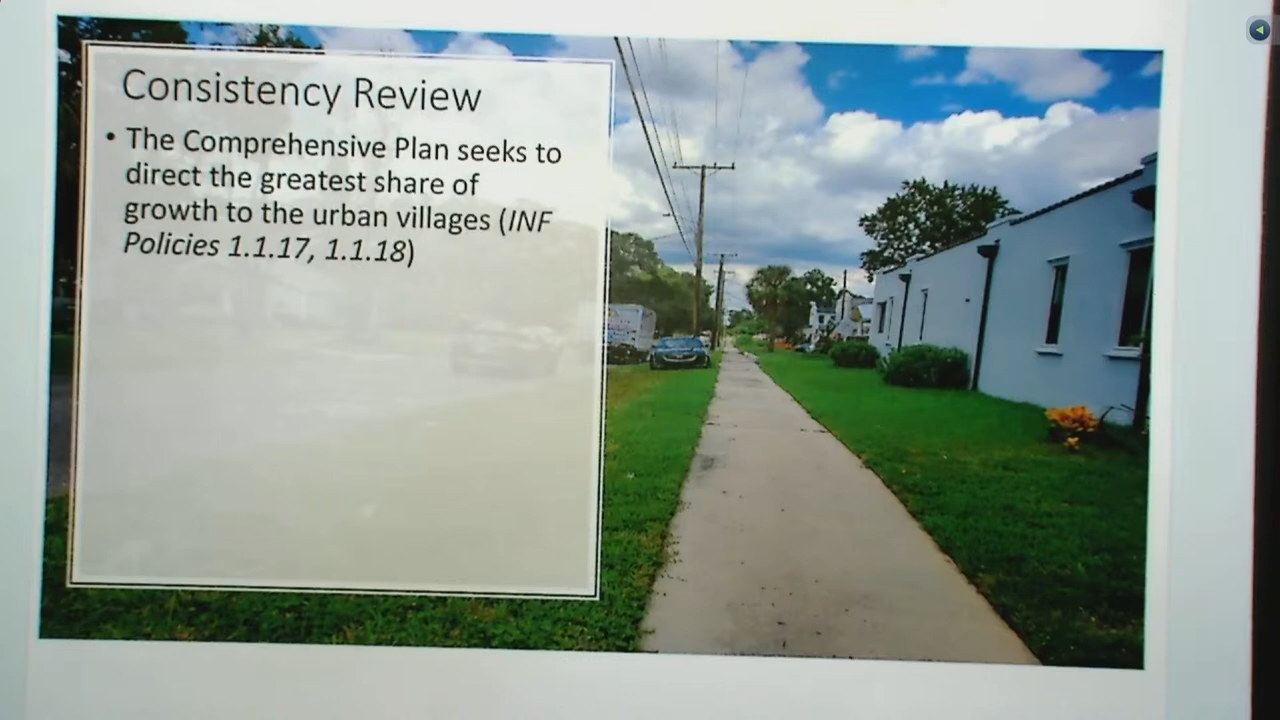 Consistency Review
• The Comprehensive Plan seeks to
direct the greatest share of
growth to the urban villages (INF
Policies 1.1.17, 1.1.18)